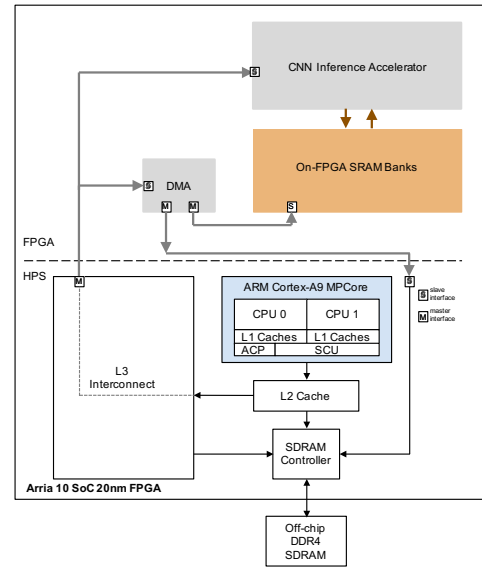 S
CNN Inference Accelerator
On-FPGA SRAM Banks
S
S
DMA
M
M
FPGA
HPS
M
S
S
slave
interface
M
master
interface
ARM Cortex-A9 MPCore
CPU 0
CPU 1
L1 Caches
L1 Caches
ACP
SCU
L3
Interconnect
L2 Cache
SDRAM
Controller
Arria 10 SoC 20nm FPGA
Off-chip
DDR4
SDRAM